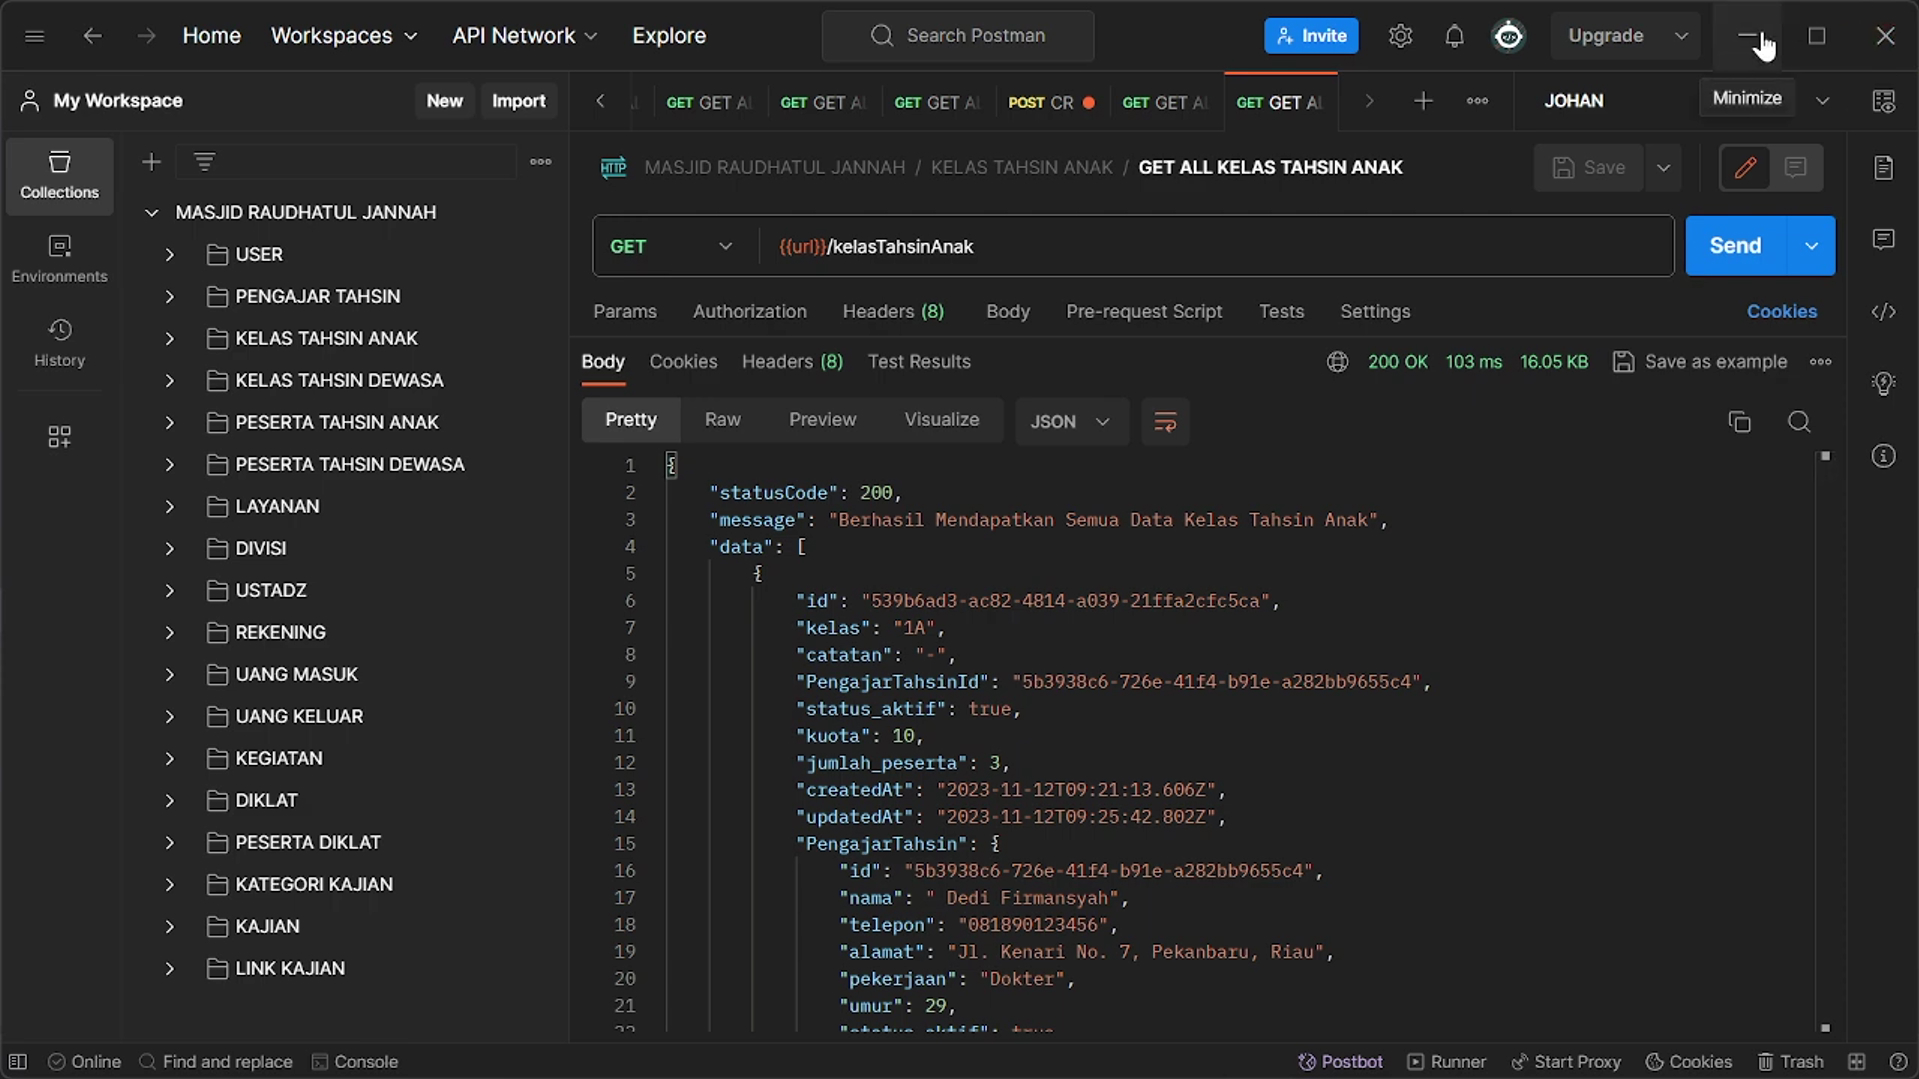 Home Workspaces API Network Explore Search Postman Invite Upgrade
My Workspace New Import GET GET A GET GET A GET GET A POST CR GET GET A GET GET A JOHAN Minimize
Collections
Environments
History
MASJID RAUDHATUL JANNAH
USER
PENGAJAR TAHSIN
KELAS TAHSIN ANAK
KELAS TAHSIN DEWASA
PESERTA TAHSIN ANAK
PESERTA TAHSIN DEWASA
LAYANAN
DIVISI
USTADZ
REKENING
UANG MASUK
UANG KELUAR
KEGIATAN
DIKLAT
PESERTA DIKLAT
KATEGORI KAJIAN
KAJIAN
LINK KAJIAN
HTTP MASJID RAUDHATUL JANNAH / KELAS TAHSIN ANAK / GET ALL KELAS TAHSIN ANAK Save
GET {{url}}/kelasTahsinAnak Send
Params Authorization Headers (8) Body Pre-request Script Tests Settings Cookies
Body Cookies Headers (8) Test Results 200 OK 103 ms 16.05 KB Save as example
Pretty Raw Preview Visualize JSON
1 {
2 "statusCode": 200,
3 "message": "Berhasil Mendapatkan Semua Data Kelas Tahsin Anak",
4 "data": [
5 {
6 "id": "539b6ad3-ac82-4814-a039-21ffa2cfc5ca",
7 "kelas": "1A",
8 "catatan": "-",
9 "PengajarTahsinId": "5b3938c6-726e-41f4-b91e-a282bb9655c4",
10 "status_aktif": true,
11 "kuota": 10,
12 "jumlah_peserta": 3,
13 "createdAt": "2023-11-12T09:21:13.606Z",
14 "updatedAt": "2023-11-12T09:25:42.802Z",
15 "PengajarTahsin": {
16 "id": "5b3938c6-726e-41f4-b91e-a282bb9655c4",
17 "nama": " Dedi Firmansyah",
18 "telepon": "081890123456",
19 "alamat": "Jl. Kenari No. 7, Pekanbaru, Riau",
20 "pekerjaan": "Dokter",
21 "umur": 29,
22 "status_aktif": true
Online Find and replace Console Postbot Runner Start Proxy Cookies Trash